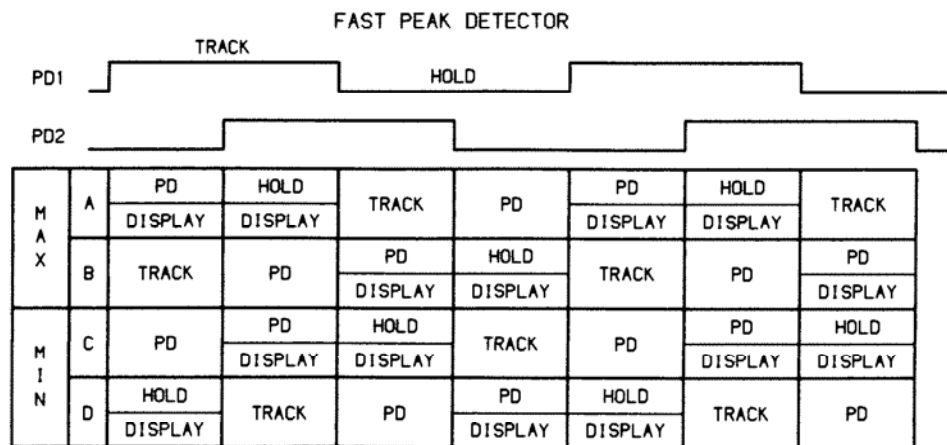 FAST PEAK DETECTOR
TRACK
PD1 HOLD
PD2
MAX A PD HOLD TRACK PD PD HOLD TRACK
DISPLAY DISPLAY DISPLAY DISPLAY
B TRACK PD PD HOLD TRACK PD PD
DISPLAY DISPLAY DISPLAY
MIN C PD PD HOLD TRACK PD PD HOLD
DISPLAY DISPLAY DISPLAY DISPLAY
D HOLD TRACK PD PD HOLD TRACK PD
DISPLAY DISPLAY DISPLAY